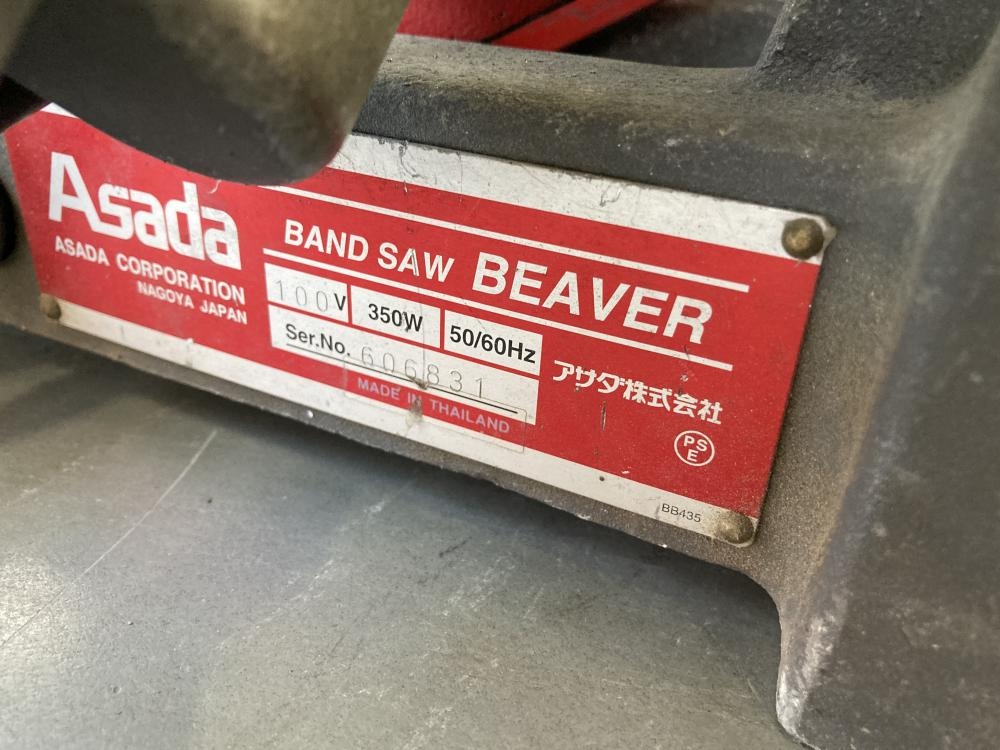 Asada
ASADA CORPORATION
NAGOYA JAPAN
BAND SAW BEAVER
100V 350W 50/60Hz
Ser.No. 606831
MADE IN THAILAND
アサダ株式会社
PS
E
BB435